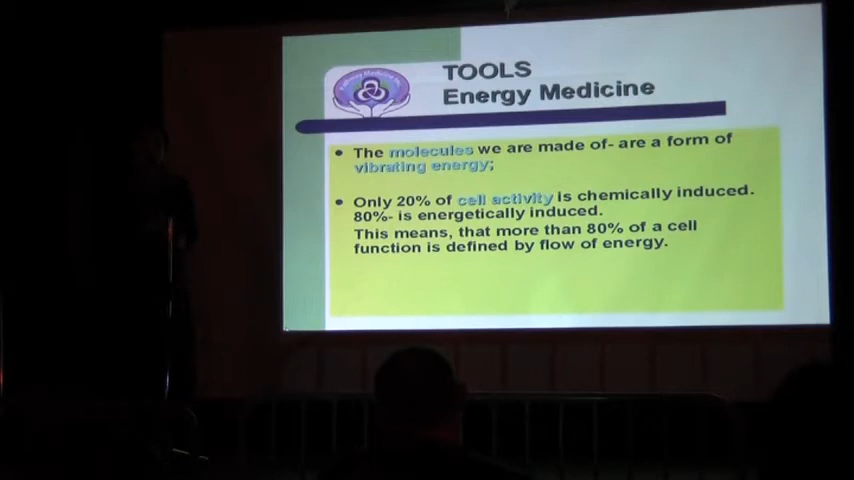 TOOLS
Energy Medicine
The molecules we are made of- are a form of
vibrating energy;
Only 20% of cell activity is chemically induced.
80%- is energetically induced.
This means, that more than 80% of a cell
function is defined by flow of energy.